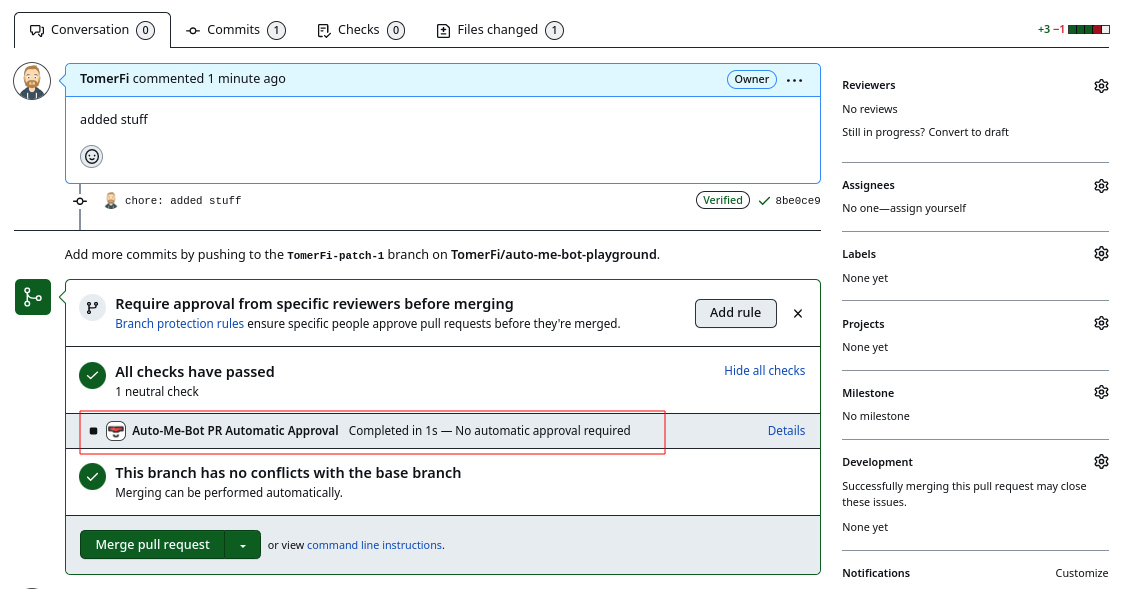 Conversation 0 Commits 1 Checks 0 Files changed 1 +3 −1
TomerFi commented 1 minute ago Owner
added stuff
chore: added stuff Verified 8be0ce9
Add more commits by pushing to the TomerFi-patch-1 branch on TomerFi/auto-me-bot-playground.
Require approval from specific reviewers before merging
Branch protection rules ensure specific people approve pull requests before they're merged.
Add rule
All checks have passed
1 neutral check
Hide all checks
Auto-Me-Bot PR Automatic Approval Completed in 1s — No automatic approval required Details
This branch has no conflicts with the base branch
Merging can be performed automatically.
Merge pull request or view command line instructions.
Reviewers
No reviews
Still in progress? Convert to draft
Assignees
No one—assign yourself
Labels
None yet
Projects
None yet
Milestone
No milestone
Development
Successfully merging this pull request may close
these issues.
None yet
Notifications Customize